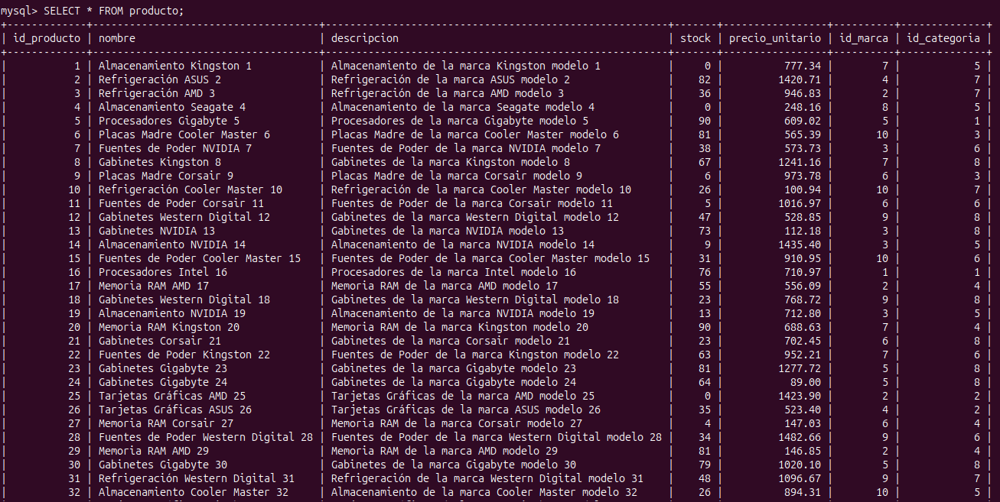 mysql> SELECT * FROM producto;
+-------------+-------------------------------------+--------------------------------------------------------+-------+-----------------+----------+--------------+
| id_producto | nombre | descripcion | stock | precio_unitario | id_marca | id_categoria |
+-------------+-------------------------------------+--------------------------------------------------------+-------+-----------------+----------+--------------+
| 1 | Almacenamiento Kingston 1 | Almacenamiento de la marca Kingston modelo 1 | 0 | 777.34 | 7 | 5 |
| 2 | Refrigeración ASUS 2 | Refrigeración de la marca ASUS modelo 2 | 82 | 1420.71 | 4 | 7 |
| 3 | Refrigeración AMD 3 | Refrigeración de la marca AMD modelo 3 | 36 | 946.83 | 2 | 7 |
| 4 | Almacenamiento Seagate 4 | Almacenamiento de la marca Seagate modelo 4 | 0 | 248.16 | 8 | 5 |
| 5 | Procesadores Gigabyte 5 | Procesadores de la marca Gigabyte modelo 5 | 90 | 609.02 | 5 | 1 |
| 6 | Placas Madre Cooler Master 6 | Placas Madre de la marca Cooler Master modelo 6 | 81 | 565.39 | 10 | 3 |
| 7 | Fuentes de Poder NVIDIA 7 | Fuentes de Poder de la marca NVIDIA modelo 7 | 38 | 573.73 | 3 | 6 |
| 8 | Gabinetes Kingston 8 | Gabinetes de la marca Kingston modelo 8 | 67 | 1241.16 | 7 | 8 |
| 9 | Placas Madre Corsair 9 | Placas Madre de la marca Corsair modelo 9 | 6 | 973.78 | 6 | 3 |
| 10 | Refrigeración Cooler Master 10 | Refrigeración de la marca Cooler Master modelo 10 | 26 | 100.94 | 10 | 7 |
| 11 | Fuentes de Poder Corsair 11 | Fuentes de Poder de la marca Corsair modelo 11 | 5 | 1016.97 | 6 | 6 |
| 12 | Gabinetes Western Digital 12 | Gabinetes de la marca Western Digital modelo 12 | 47 | 528.85 | 9 | 8 |
| 13 | Gabinetes NVIDIA 13 | Gabinetes de la marca NVIDIA modelo 13 | 73 | 112.18 | 3 | 8 |
| 14 | Almacenamiento NVIDIA 14 | Almacenamiento de la marca NVIDIA modelo 14 | 9 | 1435.40 | 3 | 5 |
| 15 | Fuentes de Poder Cooler Master 15 | Fuentes de Poder de la marca Cooler Master modelo 15 | 31 | 910.95 | 10 | 6 |
| 16 | Procesadores Intel 16 | Procesadores de la marca Intel modelo 16 | 76 | 710.97 | 1 | 1 |
| 17 | Memoria RAM AMD 17 | Memoria RAM de la marca AMD modelo 17 | 55 | 556.09 | 2 | 4 |
| 18 | Gabinetes Western Digital 18 | Gabinetes de la marca Western Digital modelo 18 | 23 | 768.72 | 9 | 8 |
| 19 | Almacenamiento NVIDIA 19 | Almacenamiento de la marca NVIDIA modelo 19 | 13 | 712.80 | 3 | 5 |
| 20 | Memoria RAM Kingston 20 | Memoria RAM de la marca Kingston modelo 20 | 90 | 688.63 | 7 | 4 |
| 21 | Gabinetes Corsair 21 | Gabinetes de la marca Corsair modelo 21 | 23 | 702.45 | 6 | 8 |
| 22 | Fuentes de Poder Kingston 22 | Fuentes de Poder de la marca Kingston modelo 22 | 63 | 952.21 | 7 | 6 |
| 23 | Gabinetes Gigabyte 23 | Gabinetes de la marca Gigabyte modelo 23 | 81 | 1277.72 | 5 | 8 |
| 24 | Gabinetes Gigabyte 24 | Gabinetes de la marca Gigabyte modelo 24 | 64 | 89.00 | 5 | 8 |
| 25 | Tarjetas Gráficas AMD 25 | Tarjetas Gráficas de la marca AMD modelo 25 | 0 | 1423.90 | 2 | 2 |
| 26 | Tarjetas Gráficas ASUS 26 | Tarjetas Gráficas de la marca ASUS modelo 26 | 35 | 523.40 | 4 | 2 |
| 27 | Memoria RAM Corsair 27 | Memoria RAM de la marca Corsair modelo 27 | 4 | 147.03 | 6 | 4 |
| 28 | Fuentes de Poder Western Digital 28 | Fuentes de Poder de la marca Western Digital modelo 28 | 34 | 1482.66 | 9 | 6 |
| 29 | Memoria RAM AMD 29 | Memoria RAM de la marca AMD modelo 29 | 81 | 146.85 | 2 | 4 |
| 30 | Gabinetes Gigabyte 30 | Gabinetes de la marca Gigabyte modelo 30 | 79 | 1020.10 | 5 | 8 |
| 31 | Refrigeración Western Digital 31 | Refrigeración de la marca Western Digital modelo 31 | 48 | 1096.67 | 9 | 7 |
| 32 | Almacenamiento Cooler Master 32 | Almacenamiento de la marca Cooler Master modelo 32 | 26 | 894.31 | 10 | 5 |